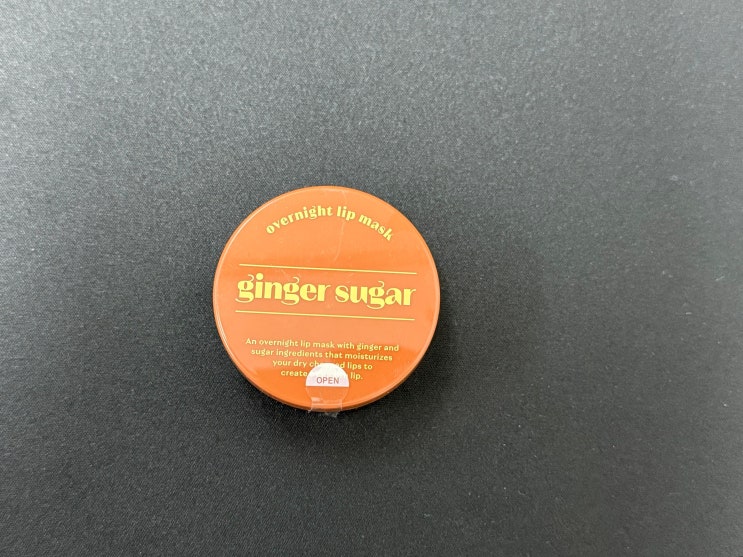 overnight lip mask
ginger sugar
An overnight lip mask with ginger and
sugar ingredients that moisturizes
your dry lips to
create lip.
OPEN